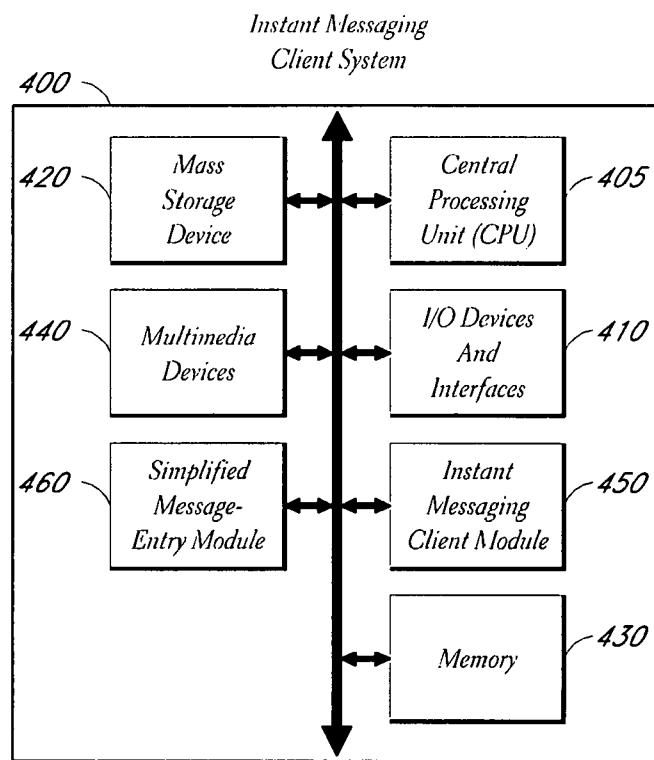 Instant Messaging
Client System
400
420
Mass
Storage
Device
Central
Processing
Unit (CPU)
405
440
Multimedia
Devices
I/O Devices
And
Interfaces
410
460
Simplified
Message-
Entry Module
Instant
Messaging
Client Module
450
Memory
430